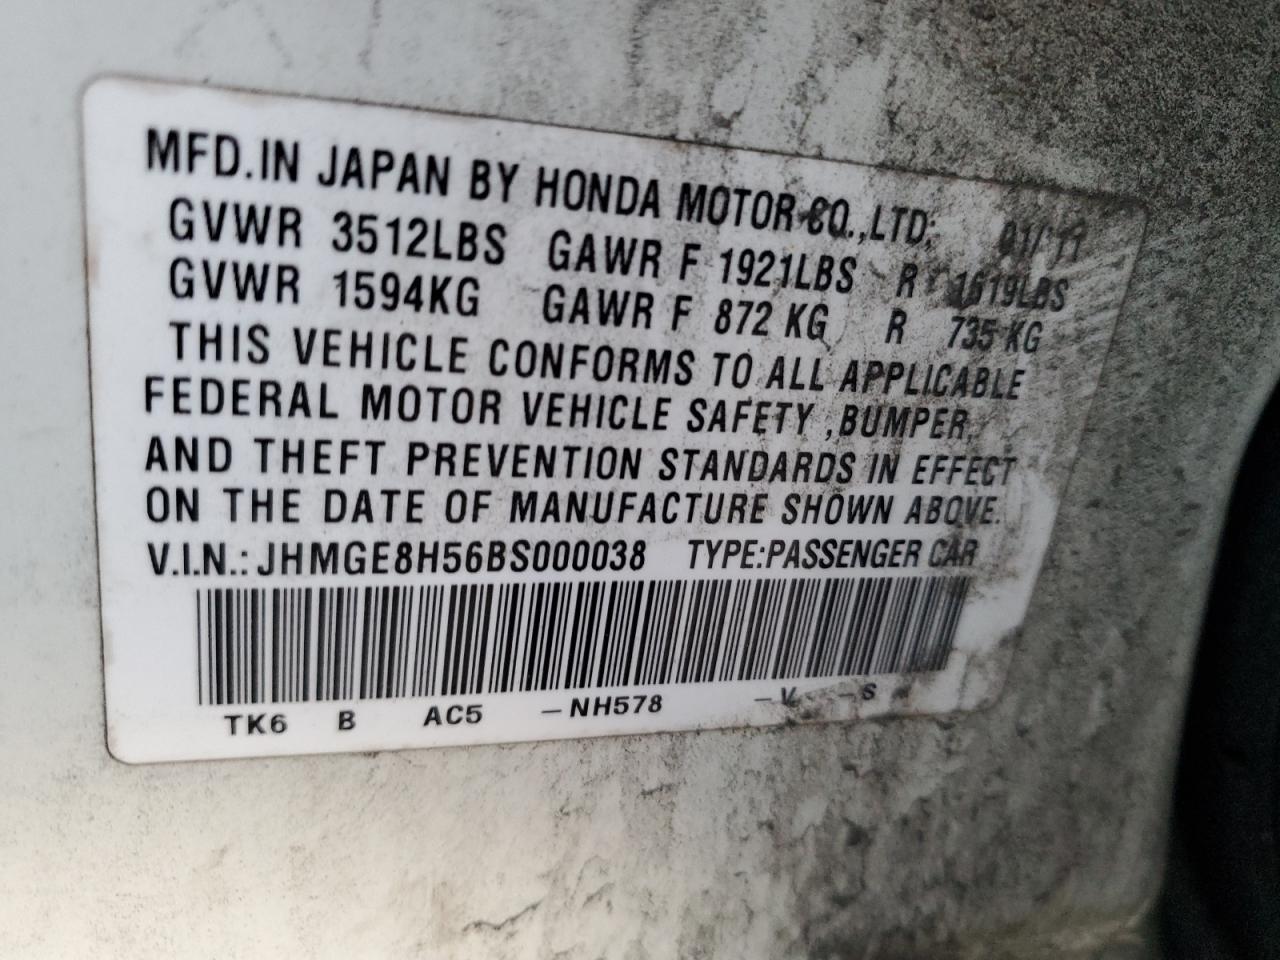 MFD.IN JAPAN BY HONDA MOTOR CO.,LTD; 01/11
GVWR 3512LBS GAWR F 1921LBS R 1619LBS
GVWR 1594KG GAWR F 872 KG R 735 KG
THIS VEHICLE CONFORMS TO ALL APPLICABLE
FEDERAL MOTOR VEHICLE SAFETY ,BUMPER,
AND THEFT PREVENTION STANDARDS IN EFFECT
ON THE DATE OF MANUFACTURE SHOWN ABOVE.
V.I.N.: JHMGE8H56BS000038 TYPE:PASSENGER CAR
TK6 B AC5 –NH578 –V –S